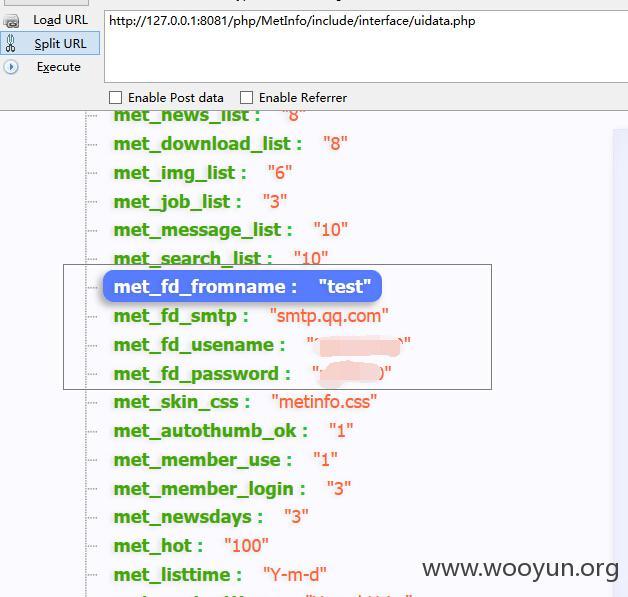 Load URL
http://127.0.0.1:8081/php/MetInfo/include/interface/uidata.php
Split URL
Execute
Enable Post data
Enable Referrer
met_news_list : "8"
met_download_list : "8"
met_img_list : "6"
met_job_list : "3"
met_message_list : "10"
met_search_list : "10"
met_fd_fromname : "test"
met_fd_smtp : "smtp.qq.com"
met_fd_usename :
met_fd_password :
met_skin_css : "metinfo.css"
met_autothumb_ok : "1"
met_member_use : "1"
met_member_login : "3"
met_newsdays : "3"
met_hot : "100"
met_listtime : "Y-m-d"
www.wooyun.org